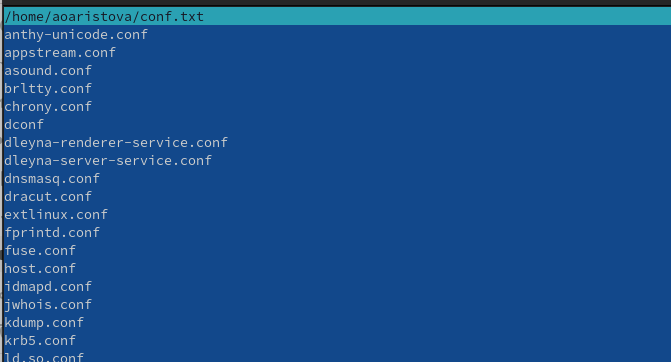 /home/aoaristova/conf.txt
anthy-unicode.conf
appstream.conf
asound.conf
brltty.conf
chrony.conf
dconf
dleyna-renderer-service.conf
dleyna-server-service.conf
dnsmasq.conf
dracut.conf
extlinux.conf
fprintd.conf
fuse.conf
host.conf
idmapd.conf
jwhois.conf
kdump.conf
krb5.conf
ld.so.conf